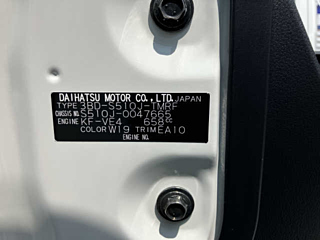 DAIHATSU MOTOR CO.,LTD. JAPAN
TYPE 3BD-S510J-TMRF
CHASSIS NO. S510J-0047665
ENGINE KF-VE4 658cc
COLOR W19 TRIM EA10
ENGINE NO.